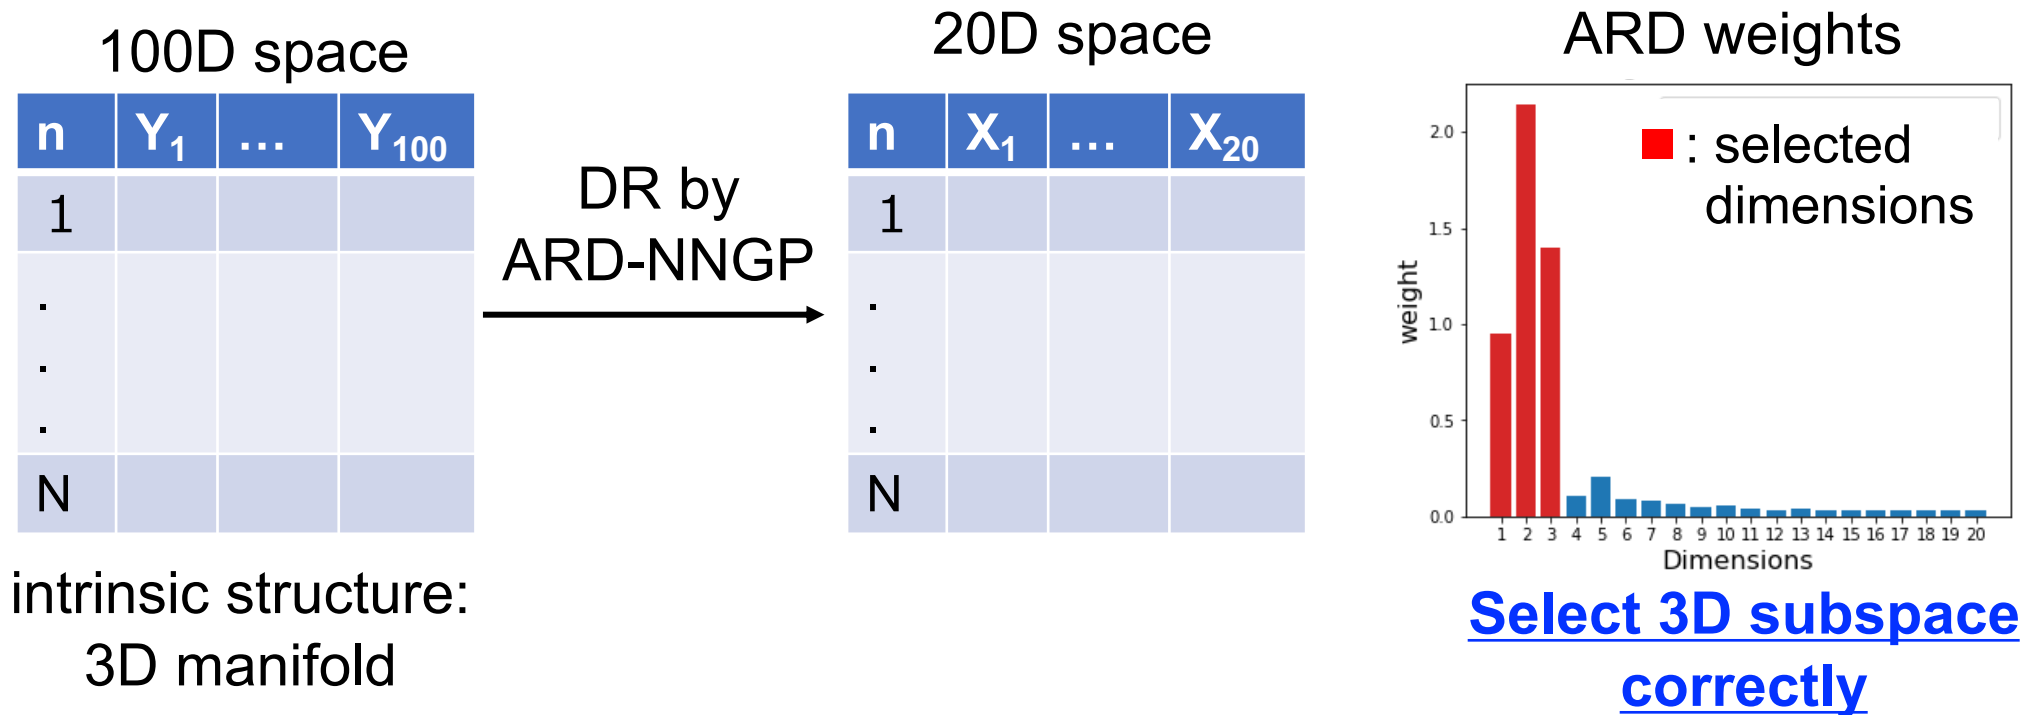 100D space
n Y1 ... Y100
1
.
.
.
N
intrinsic structure:
3D manifold
DR by
ARD-NNGP
20D space
n X1 ... X20
1
.
.
.
N
ARD weights
: selected
dimensions
weight
2.0
1.5
1.0
0.5
0.0
1 2 3 4 5 6 7 8 9 10 11 12 13 14 15 16 17 18 19 20
Dimensions
Select 3D subspace
correctly